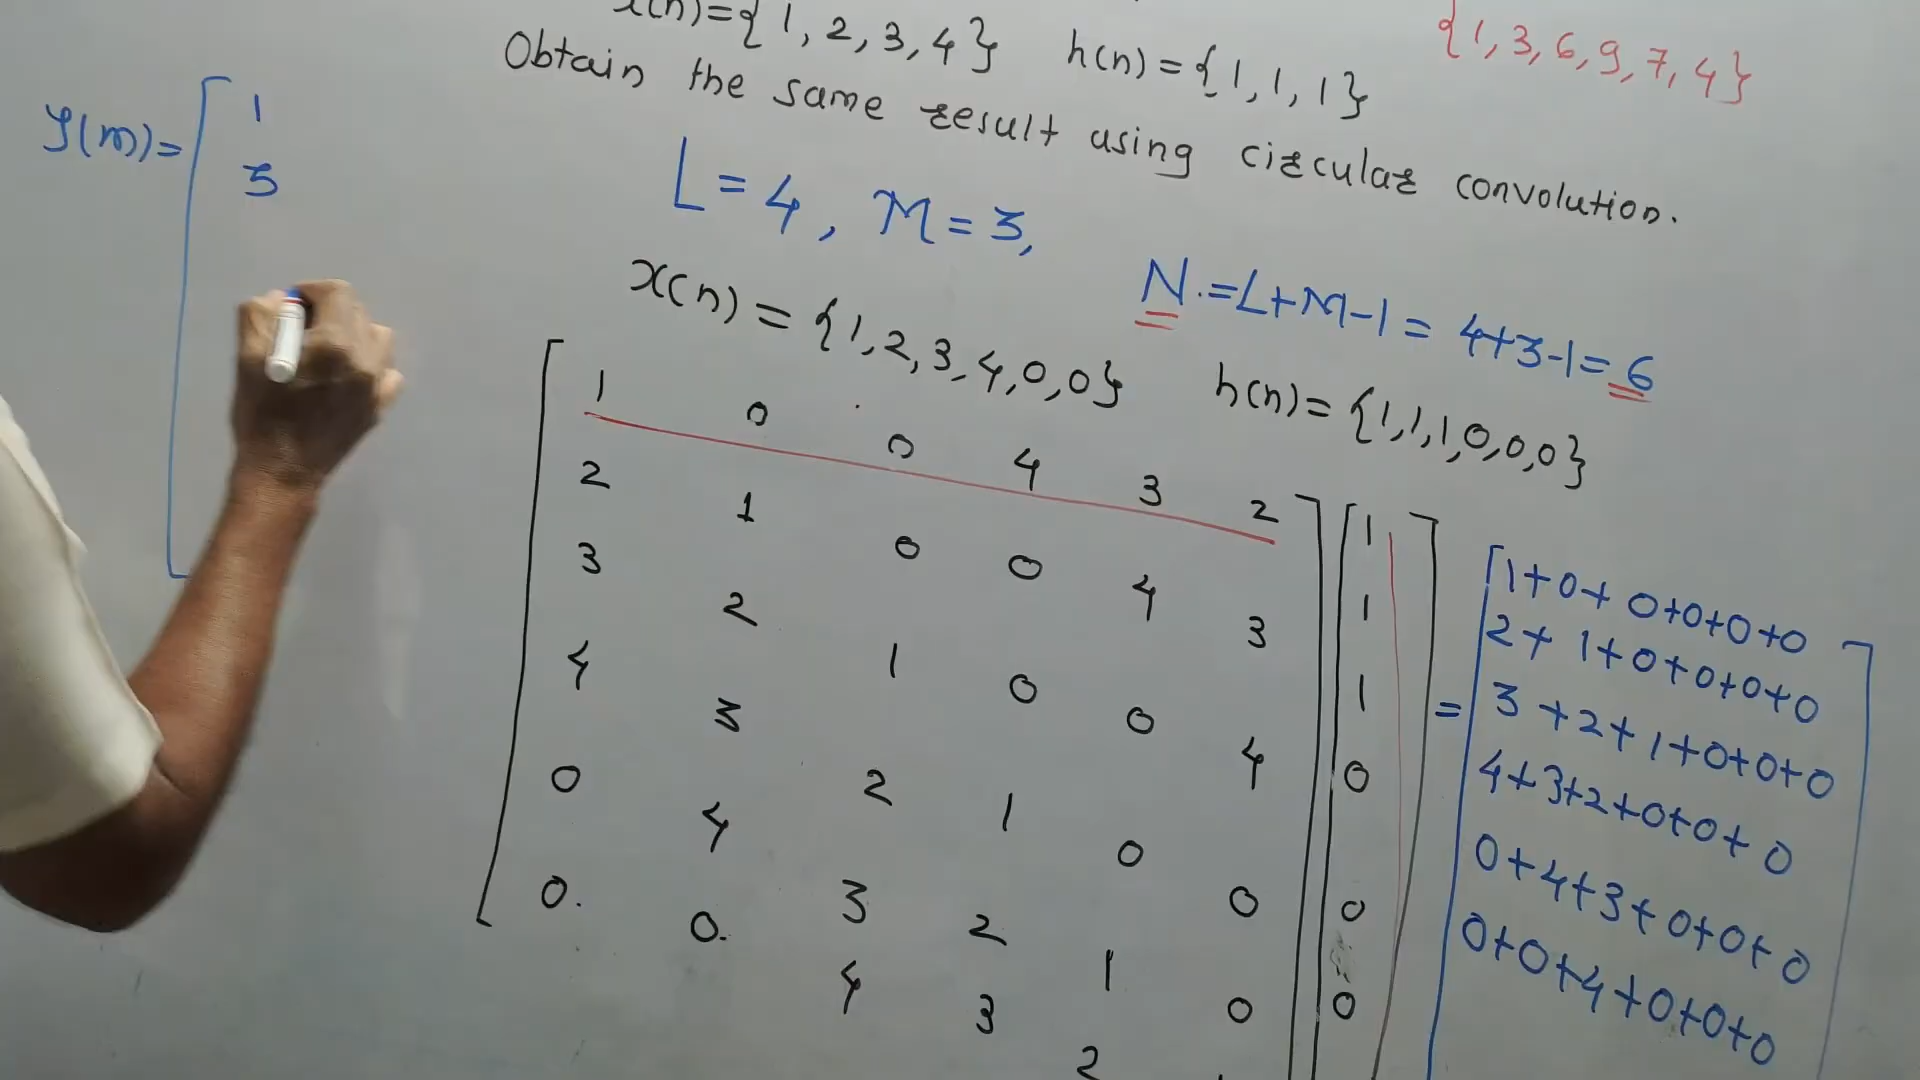 x(n)={1,2,3,4} h(n)={1,1,1}
{1,3,6,9,7,4}
Obtain the same result using circular convolution.
L=4, M=3,
N.=L+M-1= 4+3-1=6
x(n) = {1,2,3,4,0,0} h(n)={1,1,1,0,0,0}
y(m)= [ 1
3
[ 1 0 0 4 3 2 ] [ 1 ]
2 1 0 0 4 3 1
3 2 1 0 0 4 1
4 3 2 1 0 0 0
0 4 3 2 1 0 0
0. 0. 4 3 2 0
= [ 1+0+ 0+0+0+0 ]
2+ 1+0+0+0+0
3+2+1+0+0+0
4+3+2+0+0+0
0+4+3+0+0+0
0+0+4+0+0+0